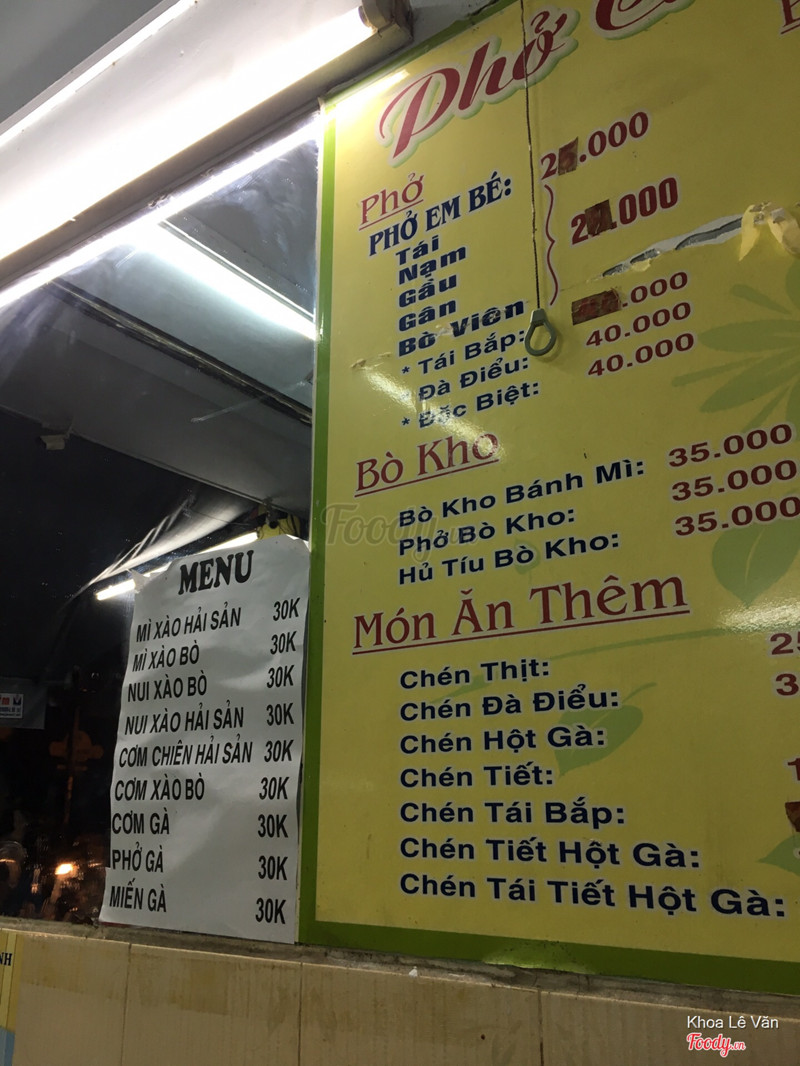 Phở
Phở
PHỞ EM BÉ: .000
Tái
Nạm
Gầu
Gân
Bò Viên .000
* Tái Bắp: .000
* Đà Điểu: 40.000
* Đặc Biệt: 40.000
Bò Kho
Bò Kho Bánh Mì: 35.000
Phở Bò Kho: 35.000
Hủ Tíu Bò Kho: 35.000
Món Ăn Thêm
Chén Thịt:
Chén Đà Điểu:
Chén Hột Gà:
Chén Tiết:
Chén Tái Bắp:
Chén Tiết Hột Gà:
Chén Tái Tiết Hột Gà:
MENU
MÌ XÀO HẢI SẢN 30K
MÌ XÀO BÒ 30K
NUI XÀO BÒ 30K
NUI XÀO HẢI SẢN 30K
CƠM CHIÊN HẢI SẢN 30K
CƠM XÀO BÒ 30K
CƠM GÀ 30K
PHỞ GÀ 30K
MIẾN GÀ 30K
Foody.vn
Khoa Lê Văn
Foody.vn